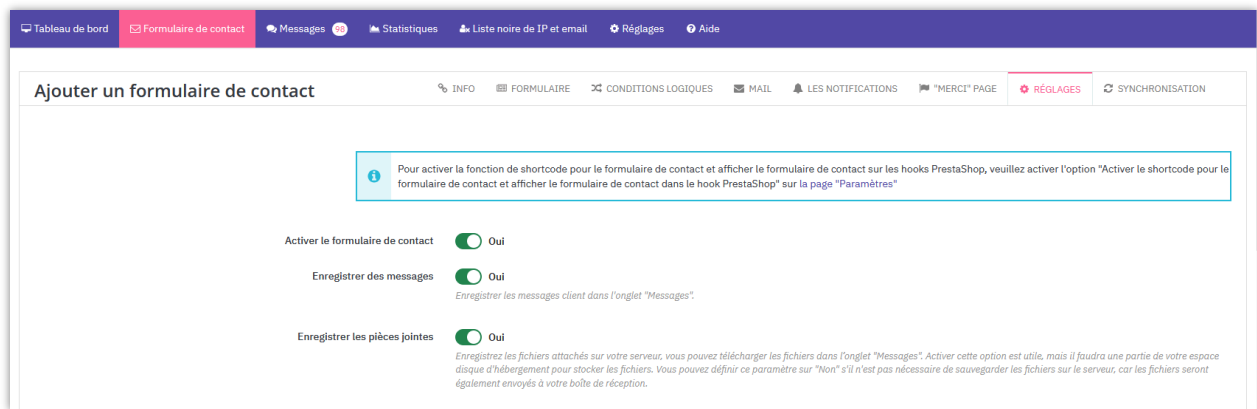 Tableau de bord Formulaire de contact Messages 98 Statistiques Liste noire de IP et email Réglages Aide
Ajouter un formulaire de contact INFO FORMULAIRE CONDITIONS LOGIQUES MAIL LES NOTIFICATIONS "MERCI" PAGE RÉGLAGES SYNCHRONISATION
Pour activer la fonction de shortcode pour le formulaire de contact et afficher le formulaire de contact sur les hooks PrestaShop, veuillez activer l'option "Activer le shortcode pour le
formulaire de contact et afficher le formulaire de contact dans le hook PrestaShop" sur la page "Paramètres"
Activer le formulaire de contact Oui
Enregistrer des messages Oui
Enregistrer les messages client dans l'onglet "Messages".
Enregistrer les pièces jointes Oui
Enregistrez les fichiers attachés sur votre serveur, vous pouvez télécharger les fichiers dans l'onglet "Messages". Activer cette option est utile, mais il faudra une partie de votre espace
disque d'hébergement pour stocker les fichiers. Vous pouvez définir ce paramètre sur "Non" s'il n'est pas nécessaire de sauvegarder les fichiers sur le serveur, car les fichiers seront
également envoyés à votre boîte de réception.